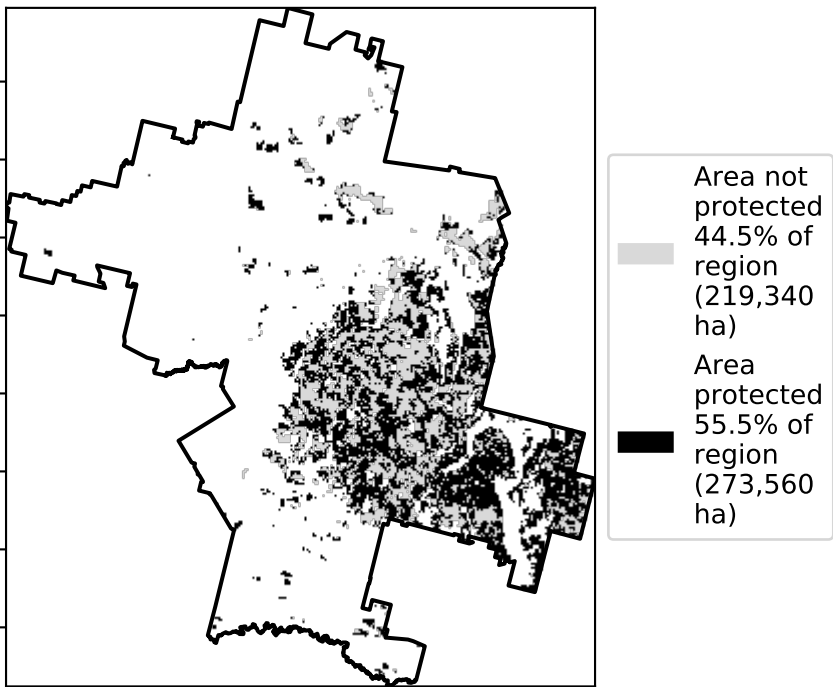 Area not
protected
44.5% of
region
(219,340
ha)
Area
protected
55.5% of
region
(273,560
ha)